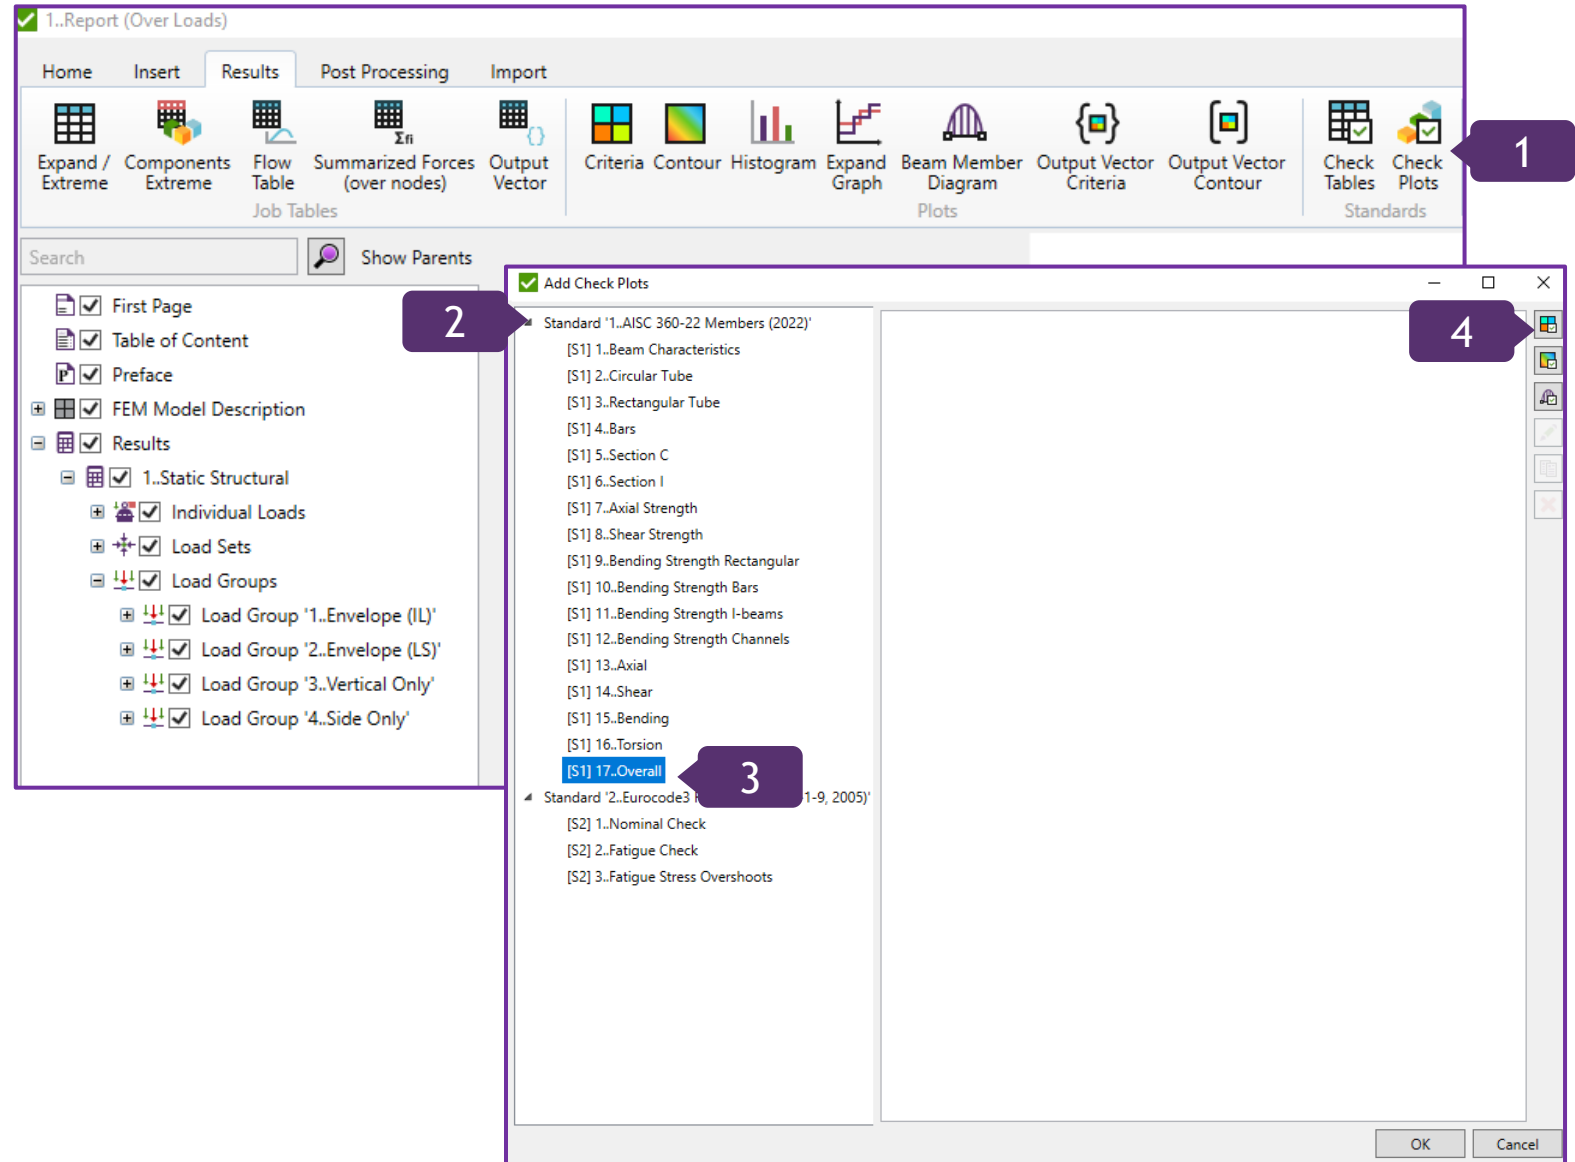 1..Report (Over Loads)
Home Insert Results Post Processing Import
Expand / Extreme
Components Extreme
Flow Table
Σfi
Summarized Forces (over nodes)
{}
Output Vector
Job Tables
Criteria
Contour
Histogram
Expand Graph
Beam Member Diagram
Output Vector Criteria
Output Vector Contour
Plots
Check Tables
Check Plots
Standards
1
Search
Show Parents
First Page
Table of Content
P
Preface
FEM Model Description
Results
1..Static Structural
Individual Loads
Load Sets
Load Groups
Load Group '1..Envelope (IL)'
Load Group '2..Envelope (LS)'
Load Group '3..Vertical Only'
Load Group '4..Side Only'
Add Check Plots
2
Standard '1..AISC 360-22 Members (2022)'
4
[S1] 1..Beam Characteristics
[S1] 2..Circular Tube
[S1] 3..Rectangular Tube
[S1] 4..Bars
[S1] 5..Section C
[S1] 6..Section I
[S1] 7..Axial Strength
[S1] 8..Shear Strength
[S1] 9..Bending Strength Rectangular
[S1] 10..Bending Strength Bars
[S1] 11..Bending Strength I-beams
[S1] 12..Bending Strength Channels
[S1] 13..Axial
[S1] 14..Shear
[S1] 15..Bending
[S1] 16..Torsion
[S1] 17..Overall
3
Standard '2..Eurocode3 -1-9, 2005)'
[S2] 1..Nominal Check
[S2] 2..Fatigue Check
[S2] 3..Fatigue Stress Overshoots
OK Cancel